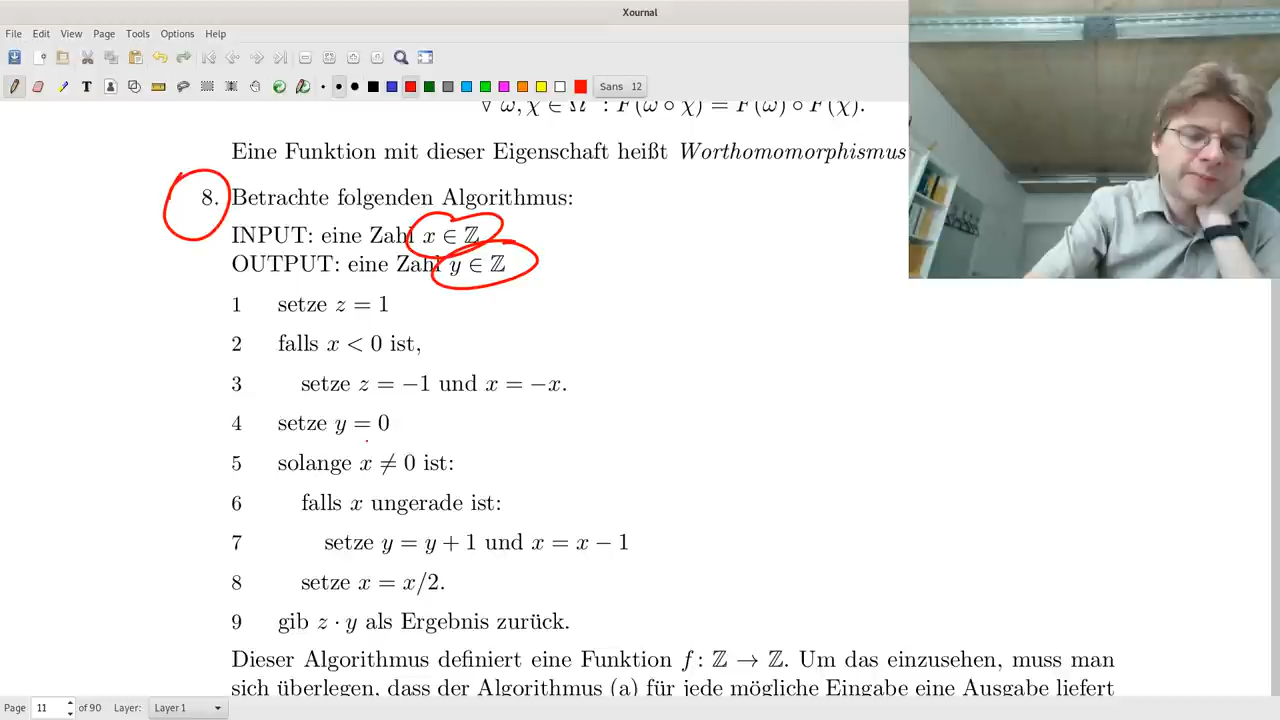 Xournal
File Edit View Page Tools Options Help
Sans 12
∀ ω, χ ∈ Ω* : F(ω ∘ χ) = F(ω) ∘ F(χ).
Eine Funktion mit dieser Eigenschaft heißt Worthomomorphismus
8. Betrachte folgenden Algorithmus:
INPUT: eine Zahl x ∈ ℤ
OUTPUT: eine Zahl y ∈ ℤ
1 setze z = 1
2 falls x < 0 ist,
3 setze z = −1 und x = −x.
4 setze y = 0
5 solange x ≠ 0 ist:
6 falls x ungerade ist:
7 setze y = y + 1 und x = x − 1
8 setze x = x/2.
9 gib z · y als Ergebnis zurück.
Dieser Algorithmus definiert eine Funktion f: ℤ → ℤ. Um das einzusehen, muss man
sich überlegen, dass der Algorithmus (a) für jede mögliche Eingabe eine Ausgabe liefert
Page 11 of 90 Layer: Layer 1